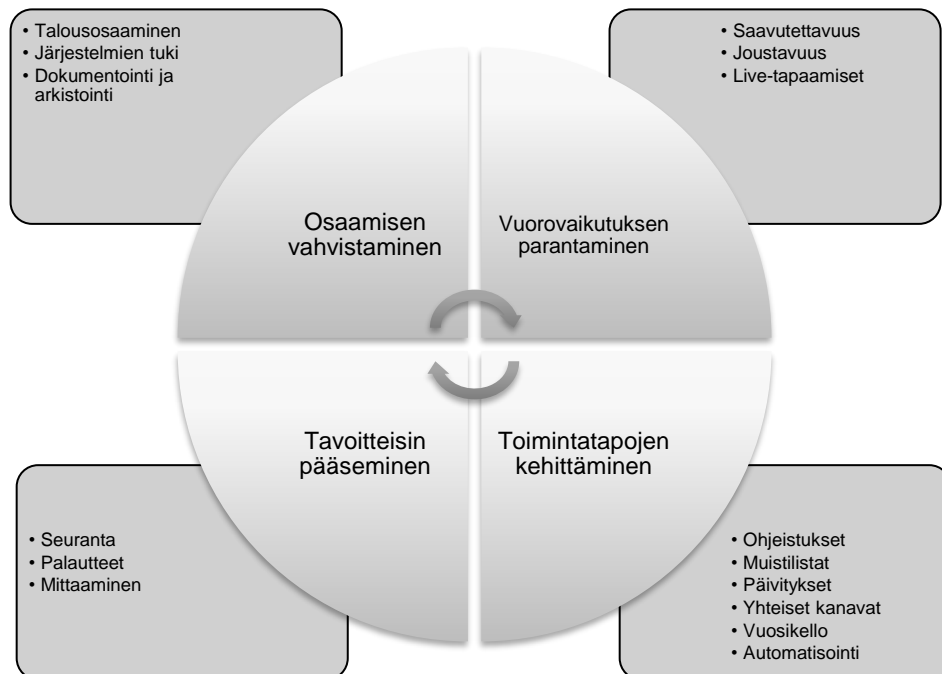 • Talousosaaminen
• Järjestelmien tuki
• Dokumentointi ja
arkistointi
• Saavutettavuus
• Joustavuus
• Live-tapaamiset
Osaamisen
vahvistaminen
Vuorovaikutuksen
parantaminen
Tavoitteisin
pääseminen
Toimintatapojen
kehittäminen
• Seuranta
• Palautteet
• Mittaaminen
• Ohjeistukset
• Muistilistat
• Päivitykset
• Yhteiset kanavat
• Vuosikello
• Automatisointi